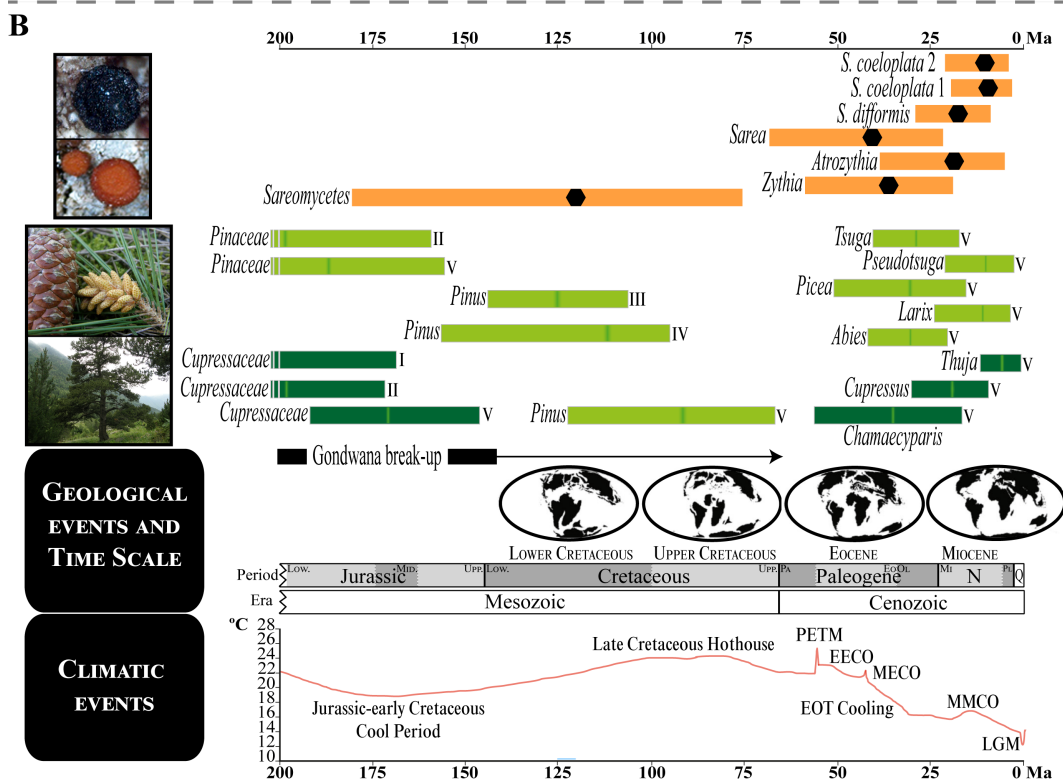 B
200 175 150 125 100 75 50 25 0 Ma
S. coeloplata 2
S. coeloplata 1
S. difformis
Sarea
Atrozythia
Zythia
Sareomycetes
Pinaceae II
Tsuga V
Pinaceae V
Pseudotsuga V
Picea V
Pinus III
Larix V
Pinus IV
Abies V
Cupressaceae I
Thuja V
Cupressaceae II
Cupressus V
Cupressaceae V
Pinus V
Chamaecyparis V
Gondwana break-up
GEOLOGICAL
EVENTS AND
TIME SCALE
LOWER CRETACEOUS UPPER CRETACEOUS EOCENE MIOCENE
Period LOW. Jurassic MID. UPP. LOW. Cretaceous UPP. PA Paleogene EO OL MI N PL Q
Era Mesozoic Cenozoic
CLIMATIC
EVENTS
ºC
28
26
24
22
20
18
16
14
12
10
Late Cretaceous Hothouse
PETM
EECO
MECO
Jurassic-early Cretaceous
Cool Period
EOT Cooling
MMCO
LGM
200 175 150 125 100 75 50 25 0 Ma